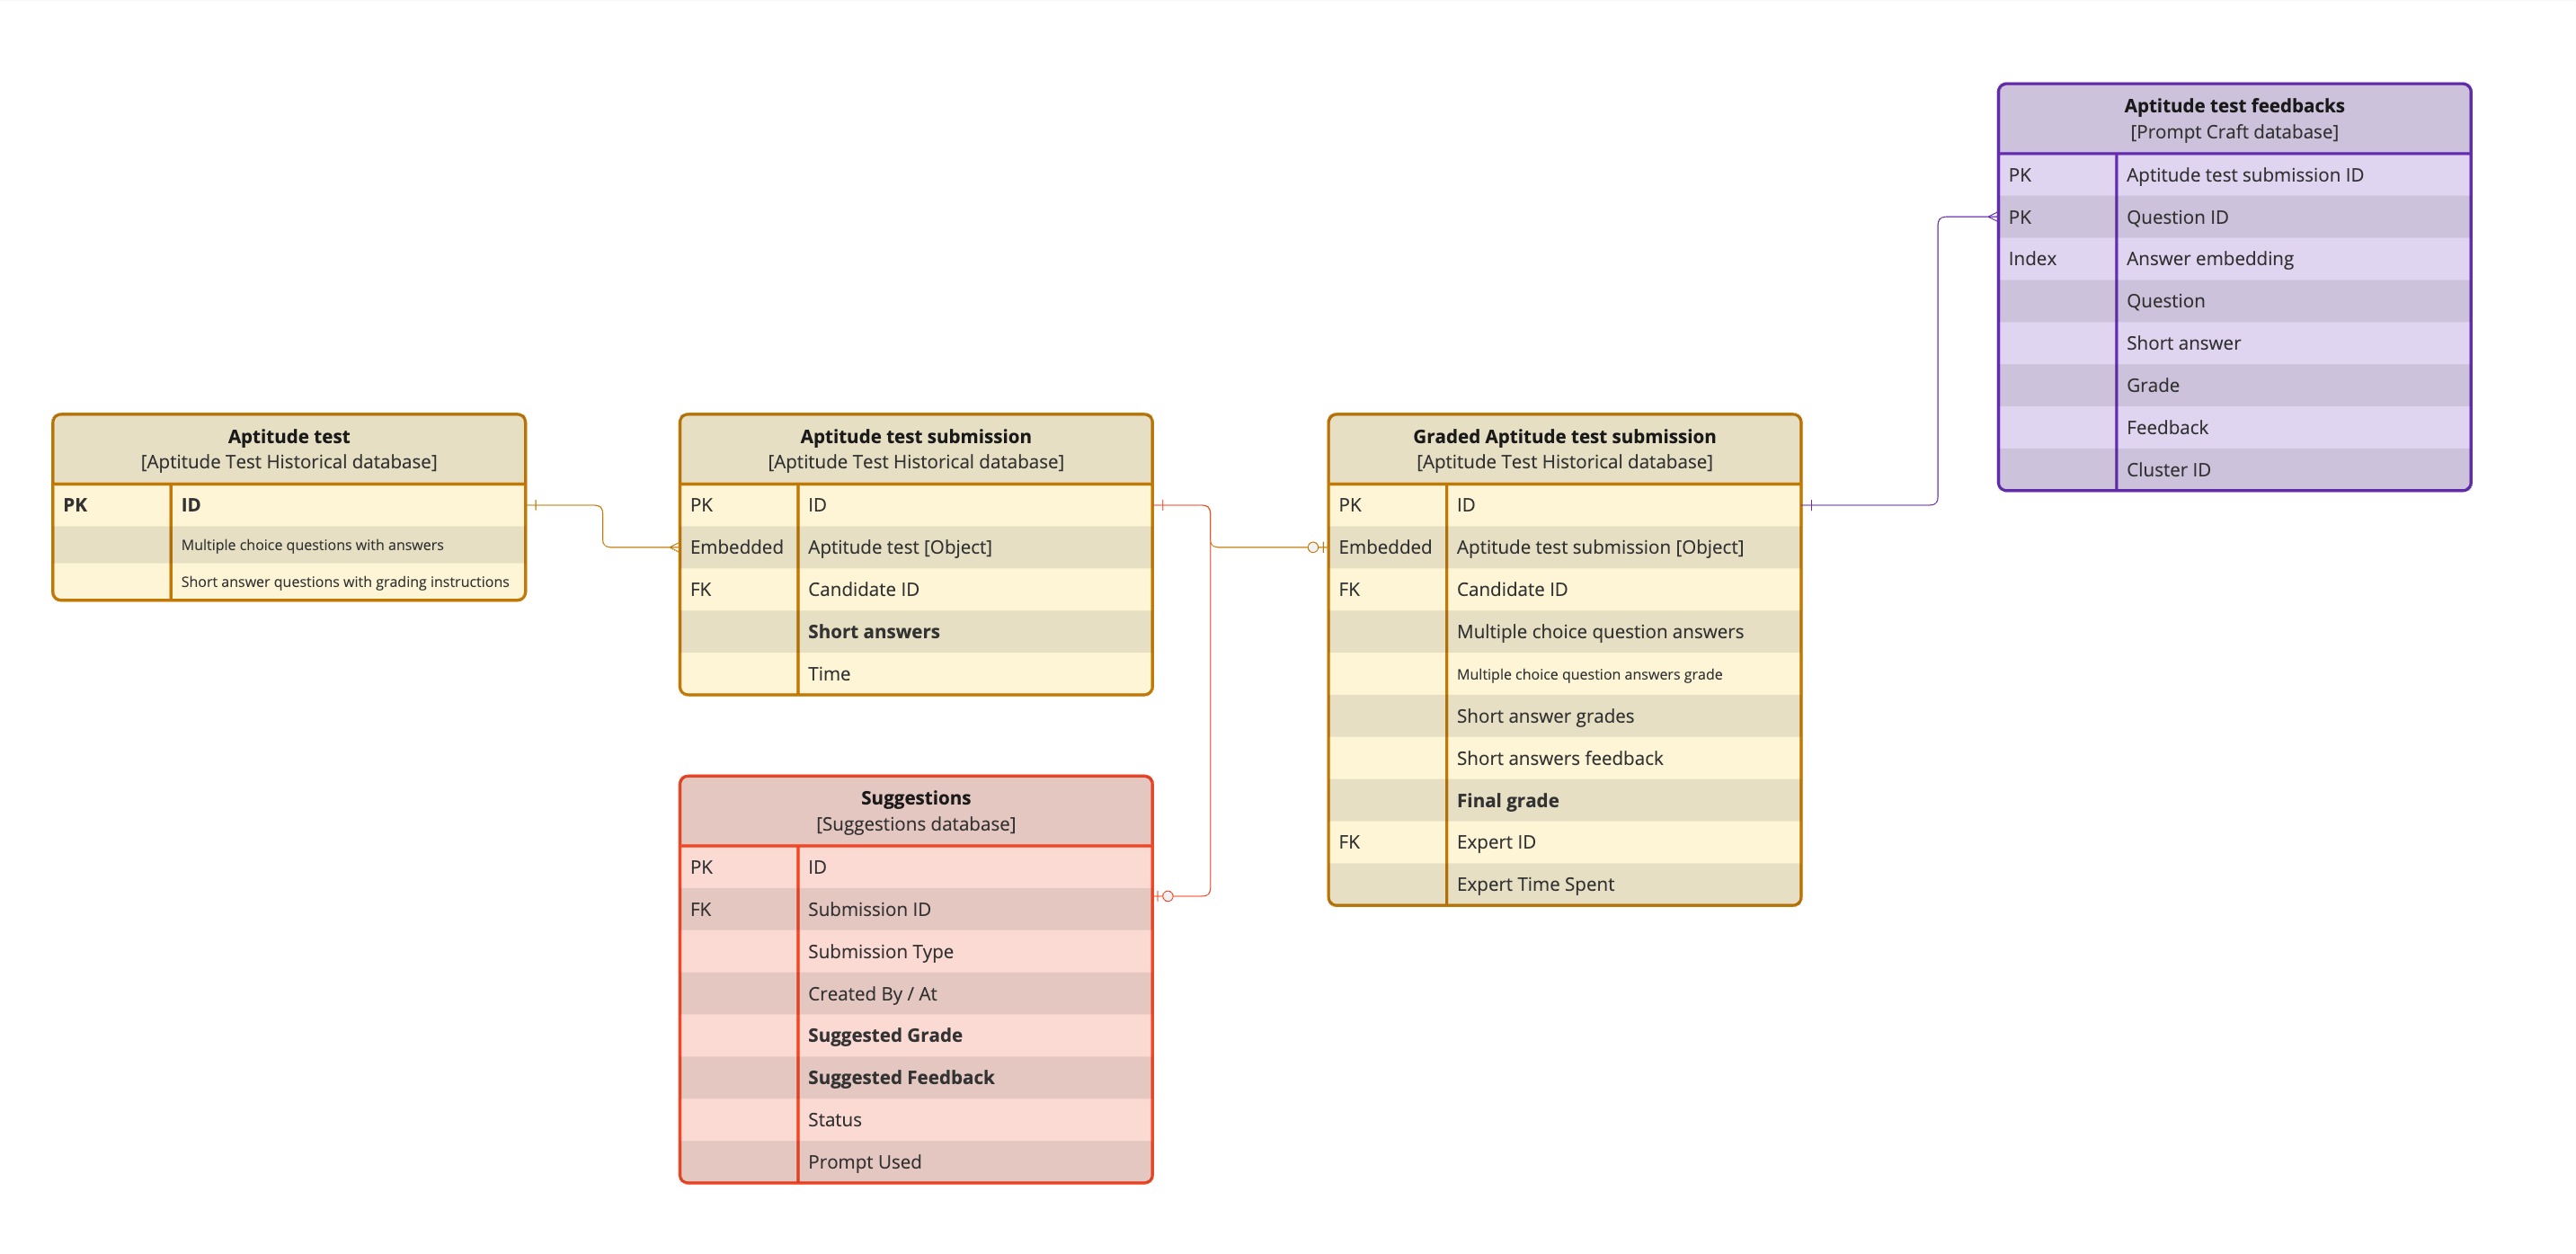 Aptitude test
[Aptitude Test Historical database]
PK ID
Multiple choice questions with answers
Short answer questions with grading instructions
Aptitude test submission
[Aptitude Test Historical database]
PK ID
Embedded Aptitude test [Object]
FK Candidate ID
Short answers
Time
Suggestions
[Suggestions database]
PK ID
FK Submission ID
Submission Type
Created By / At
Suggested Grade
Suggested Feedback
Status
Prompt Used
Graded Aptitude test submission
[Aptitude Test Historical database]
PK ID
Embedded Aptitude test submission [Object]
FK Candidate ID
Multiple choice question answers
Multiple choice question answers grade
Short answer grades
Short answers feedback
Final grade
FK Expert ID
Expert Time Spent
Aptitude test feedbacks
[Prompt Craft database]
PK Aptitude test submission ID
PK Question ID
Index Answer embedding
Question
Short answer
Grade
Feedback
Cluster ID